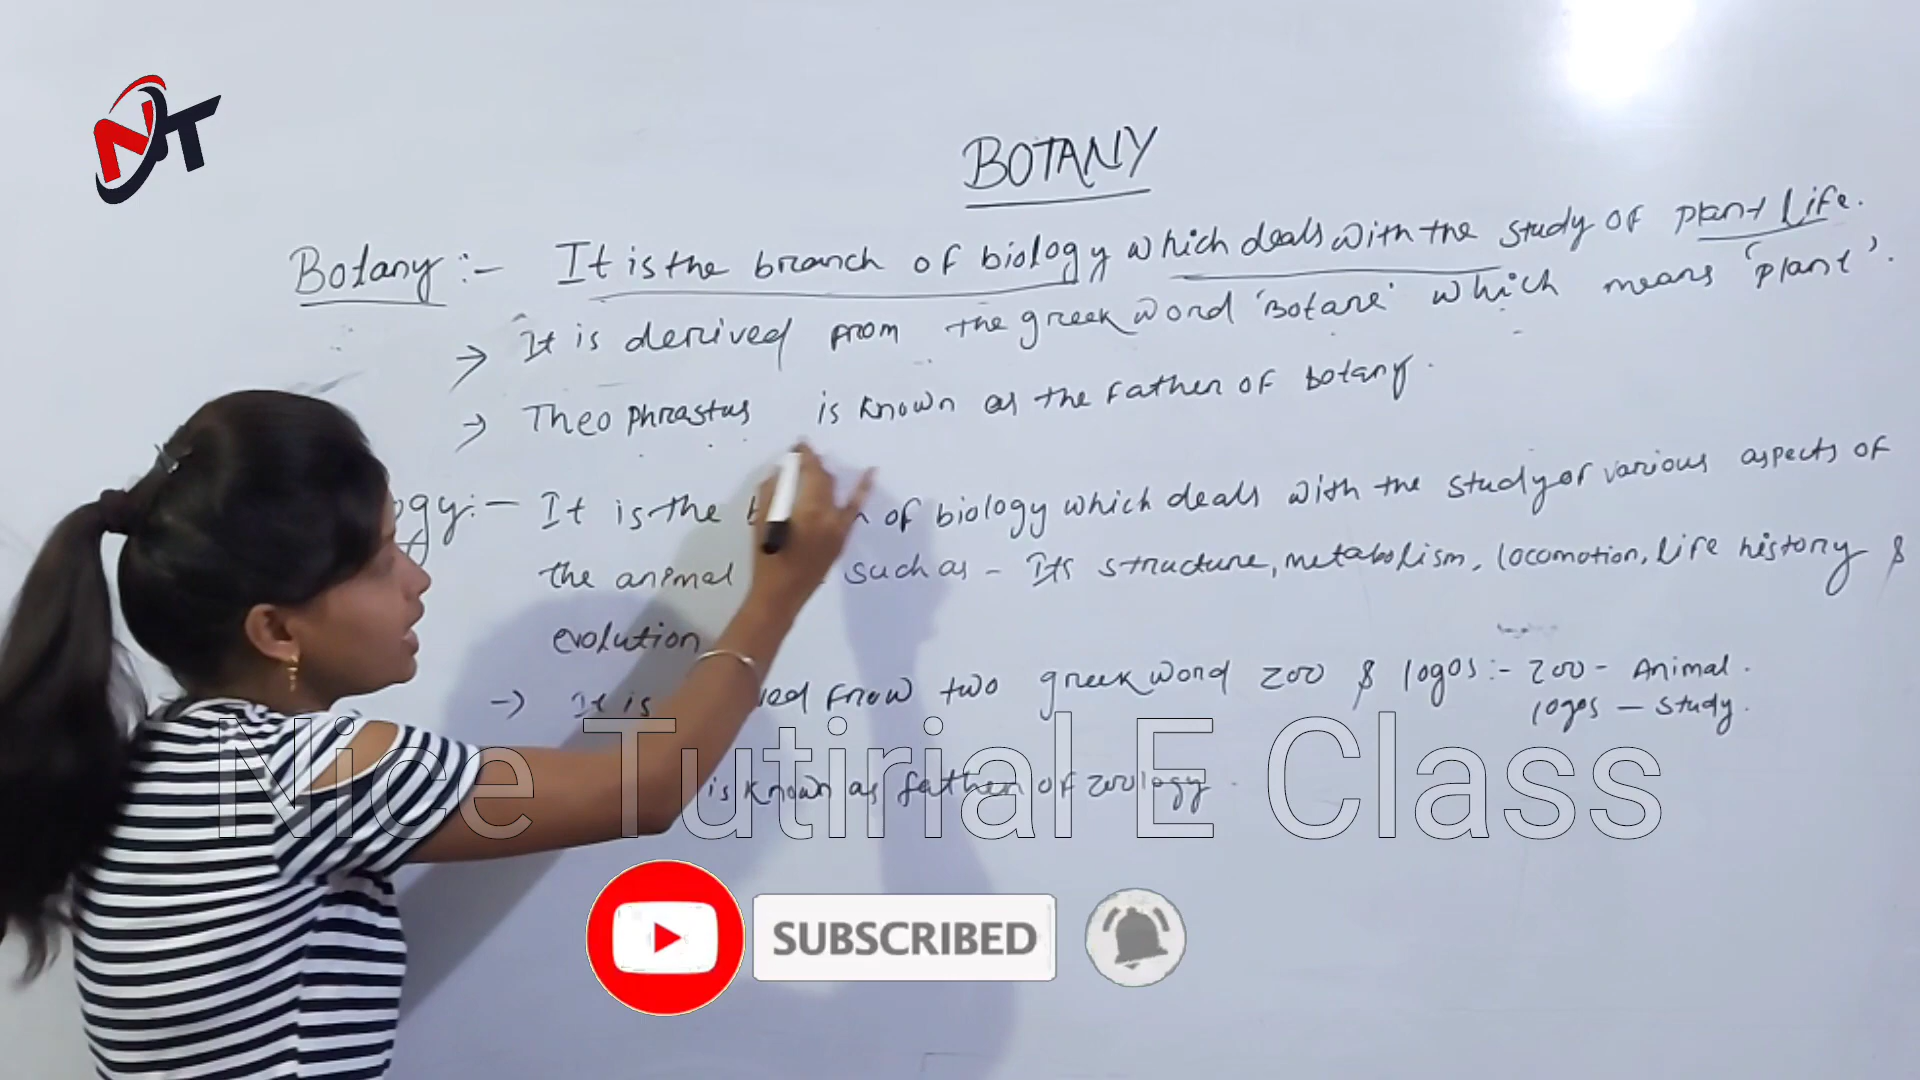 NT
BOTANY
Botany :- It is the branch of biology which deals with the study of plant life.
→ It is derived from the greek word 'Botane' which means 'plant'.
→ Theophrastus is known as the father of botany.
ogy :- It is the of biology which deals with the study of various aspects of
the animal such as - Its structure, metabolism, locomotion, life history &
evolution
→ It is from two greek word zoo & logos :- zoo - Animal.
logos - study.
is known as father of zoology.
Nice Tutirial E Class
SUBSCRIBED